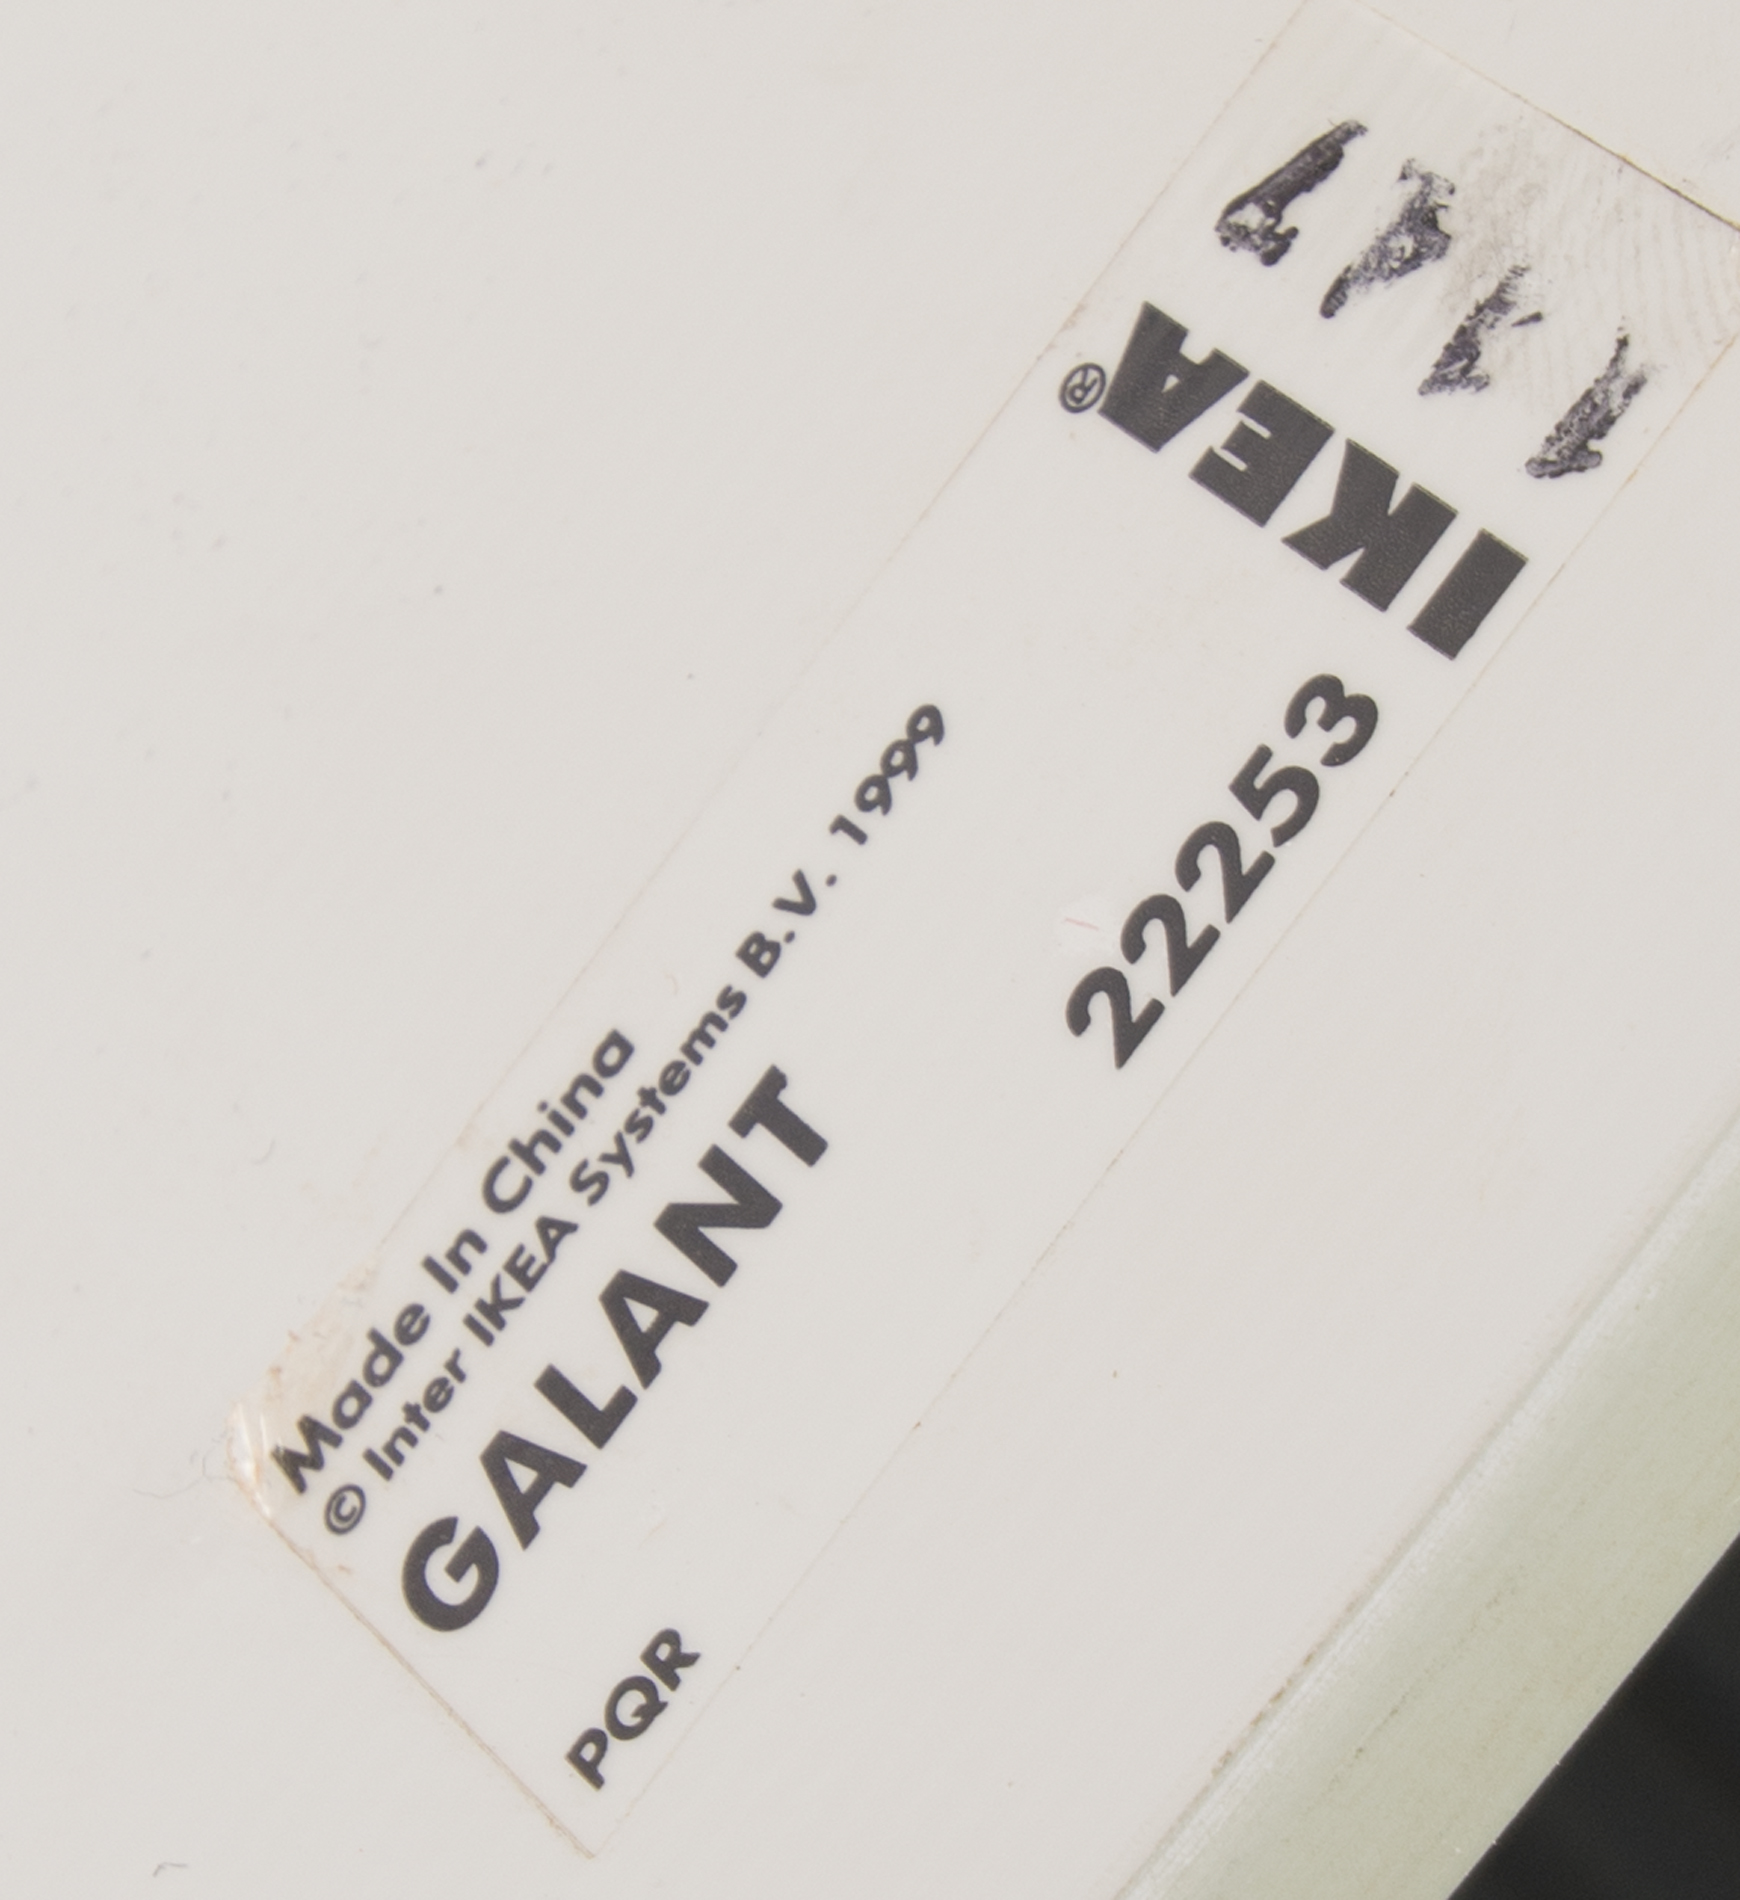 Made In China
© Inter IKEA Systems B.V. 1999
GALANT
PQR
22253
IKEA®